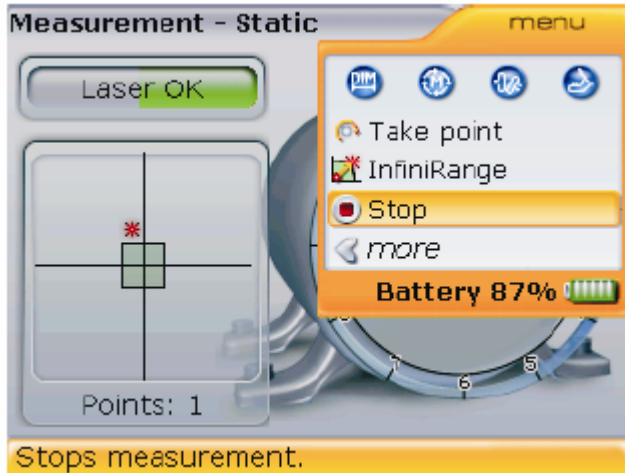 Measurement - Static
menu
Laser OK
DIM
M
Take point
InfiniRange
Stop
more
Battery 87%
7
6
5
Points: 1
Stops measurement.